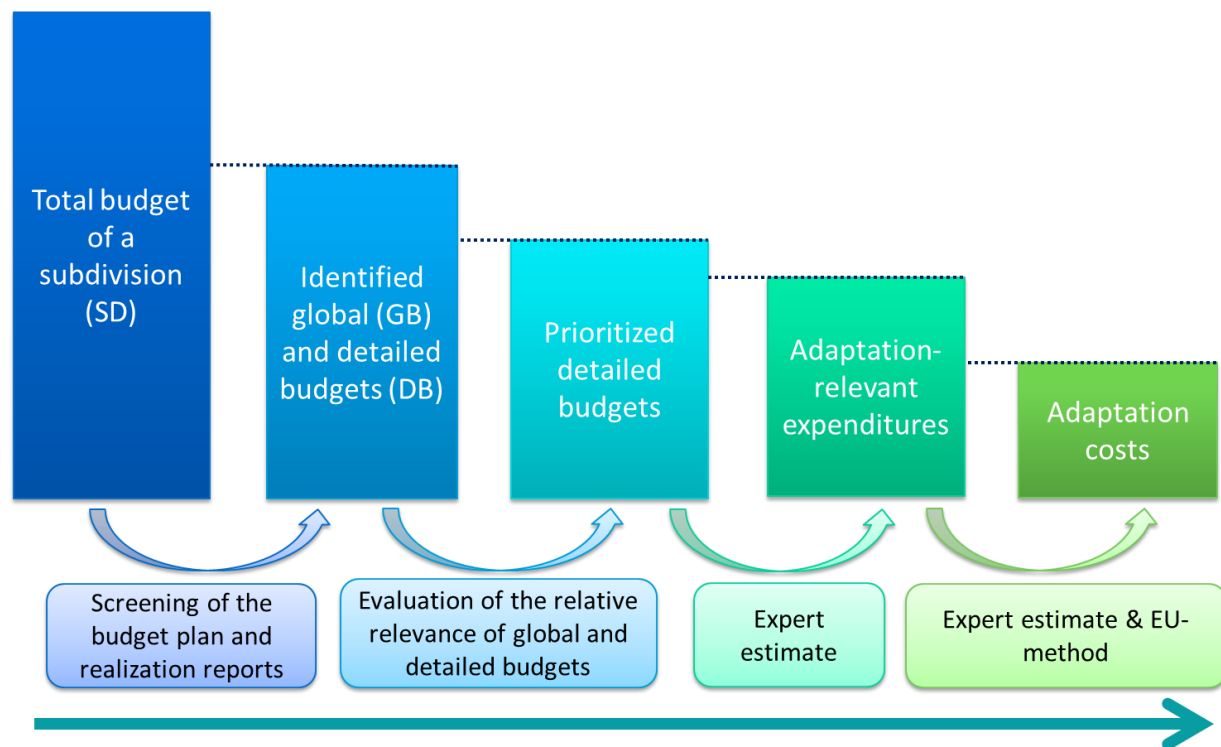 Total budget
of a
subdivision
(SD)
Identified
global (GB)
and detailed
budgets (DB)
Prioritized
detailed
budgets
Adaptation-
relevant
expenditures
Adaptation
costs
Screening of the
budget plan and
realization reports
Evaluation of the relative
relevance of global and
detailed budgets
Expert
estimate
Expert estimate & EU-
method